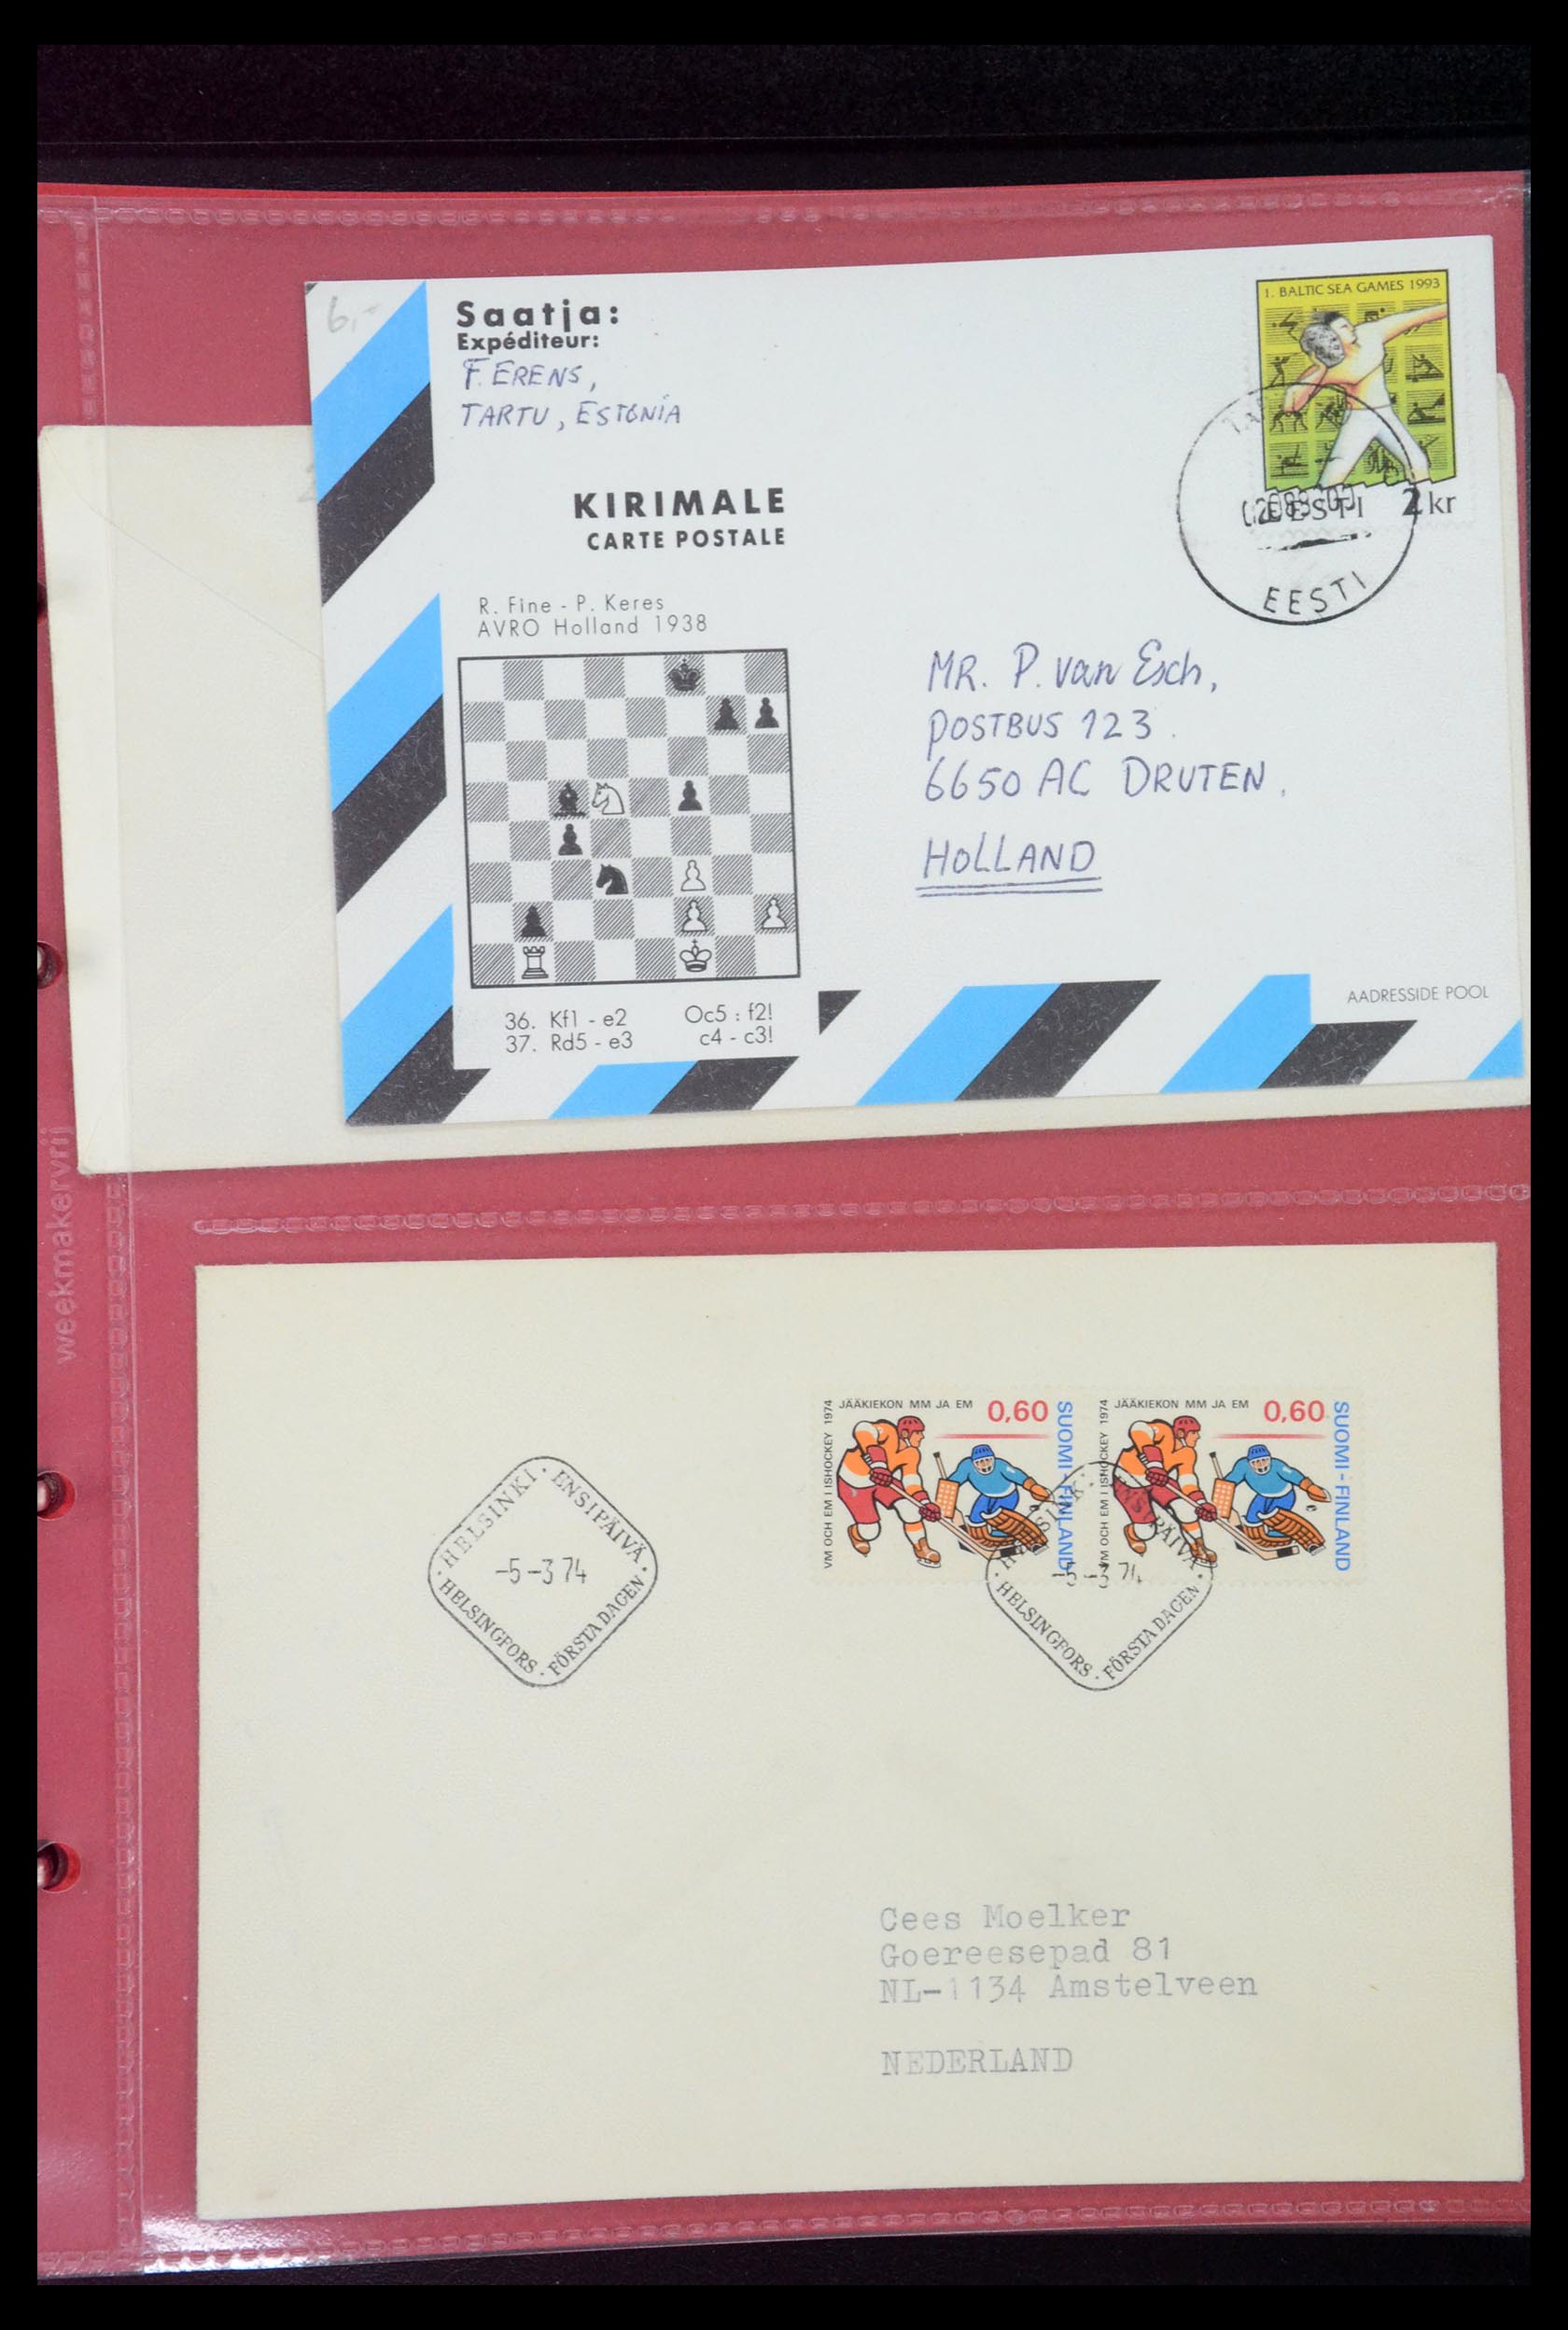 6,-
Saatja:
Expéditeur:
F. ERENS,
TARTU, ESTONIA
1. BALTIC SEA GAMES 1993
EESTI 2 kr
EESTI
KIRIMALE
CARTE POSTALE
R. Fine - P. Keres
AVRO Holland 1938
MR. P. van Esch,
POSTBUS 123.
6650 AC DRUTEN.
HOLLAND
36. Kf1 - e2 Oc5 : f2!
37. Rd5 - e3 c4 - c3!
AADRESSIDE POOL
weekmakervrij
VM OCH EM I ISHOCKEY 1974
JÄÄKIEKON MM JA EM
0,60
SUOMI-FINLAND
VM OCH EM I ISHOCKEY 1974
JÄÄKIEKON MM JA EM
0,60
SUOMI-FINLAND
HELSINKI · ENSIPÄIVÄ
-5-3 74
HELSINGFORS · FÖRSTA DAGEN
-5-3 74
HELSINGFORS · FÖRSTA DAGEN
Cees Moelker
Goereesepad 81
NL-1134 Amstelveen
NEDERLAND